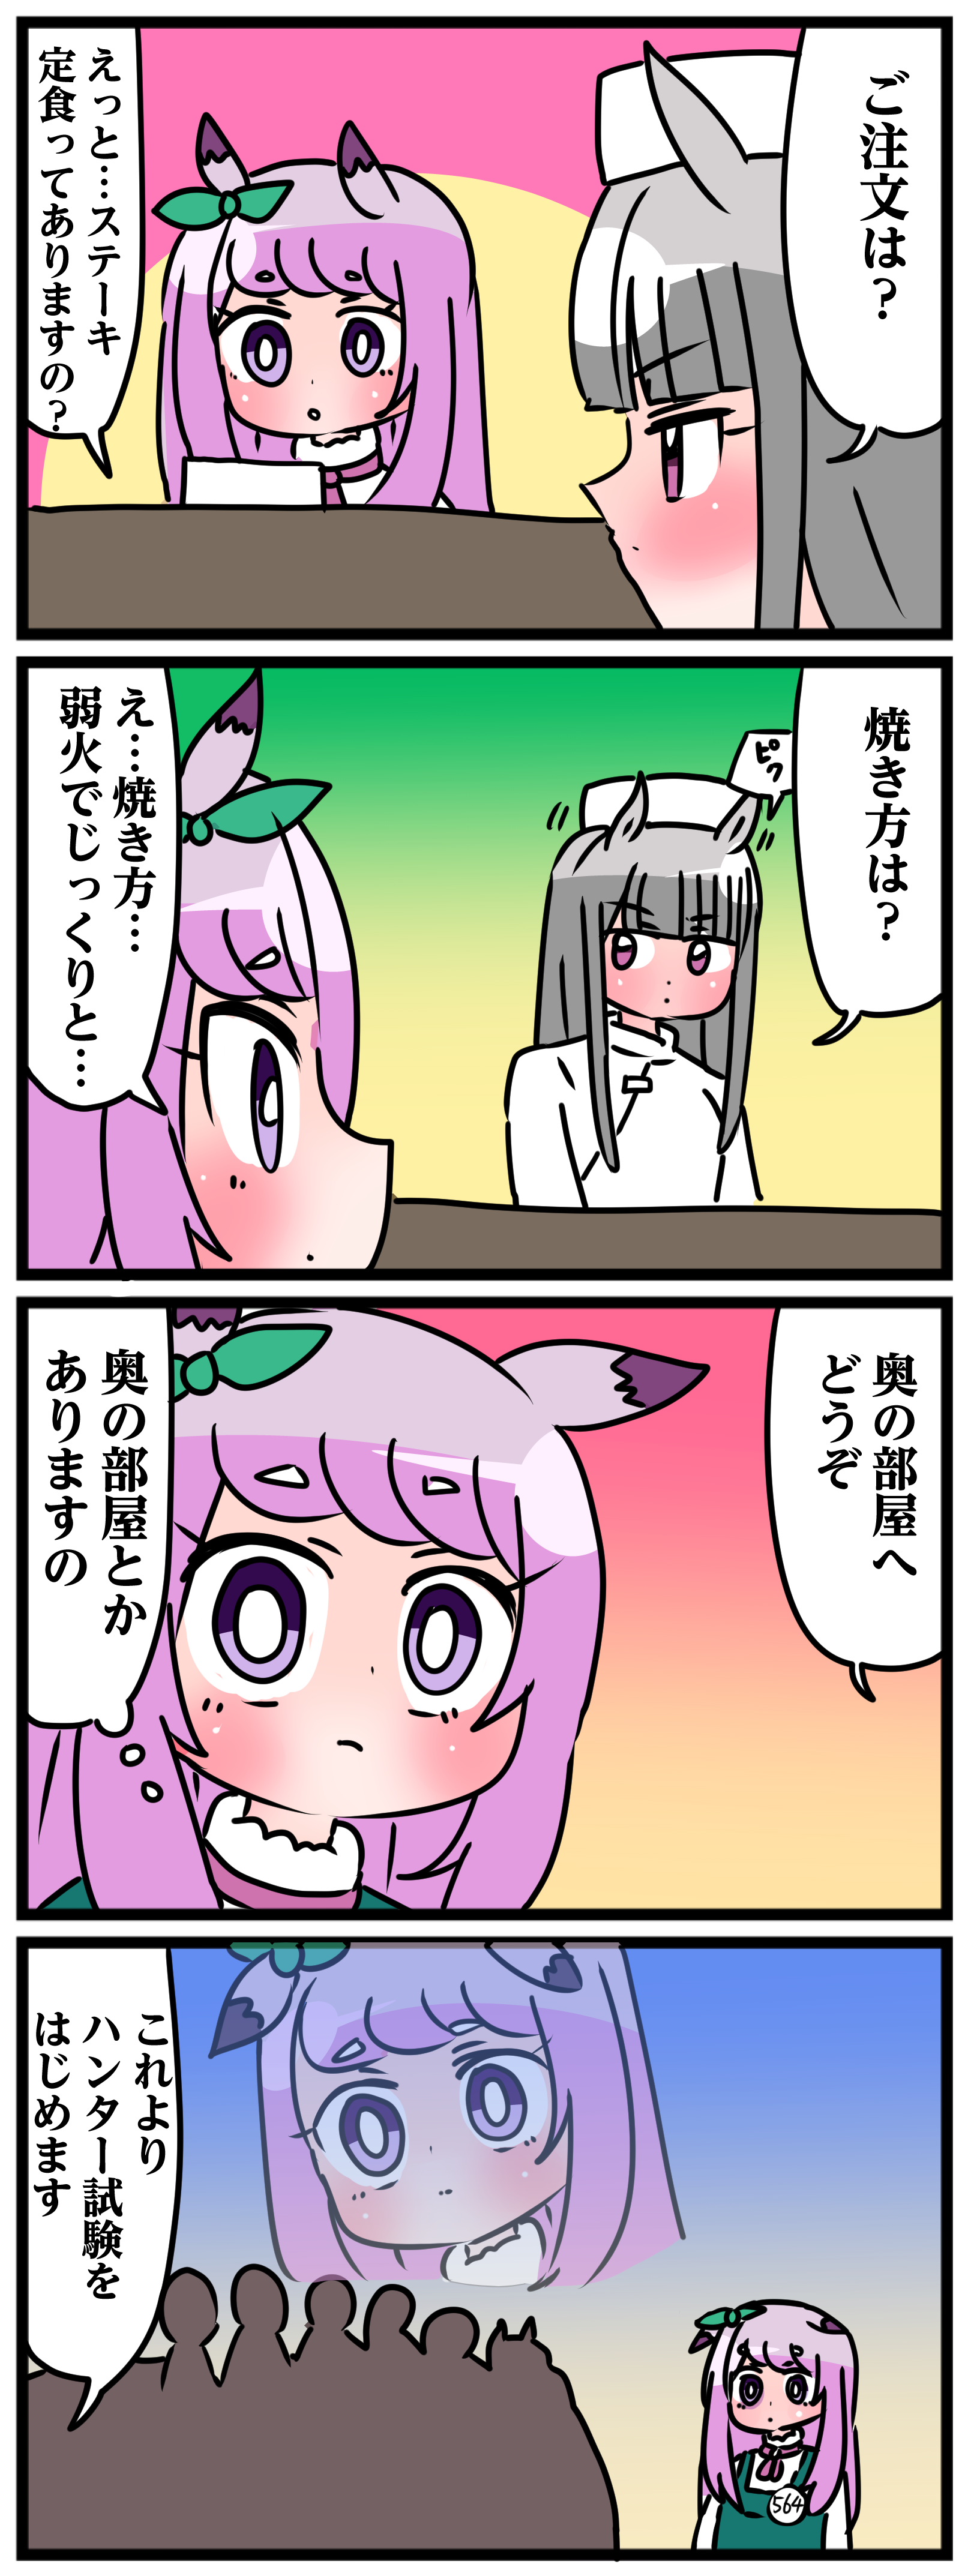 ご注文は？
えっと…ステーキ
定食ってありますの？
焼き方は？
ピク
え…焼き方…
弱火でじっくりと…
奥の部屋へ
どうぞ
奥の部屋とか
ありますの
これより
ハンター試験を
はじめます
564